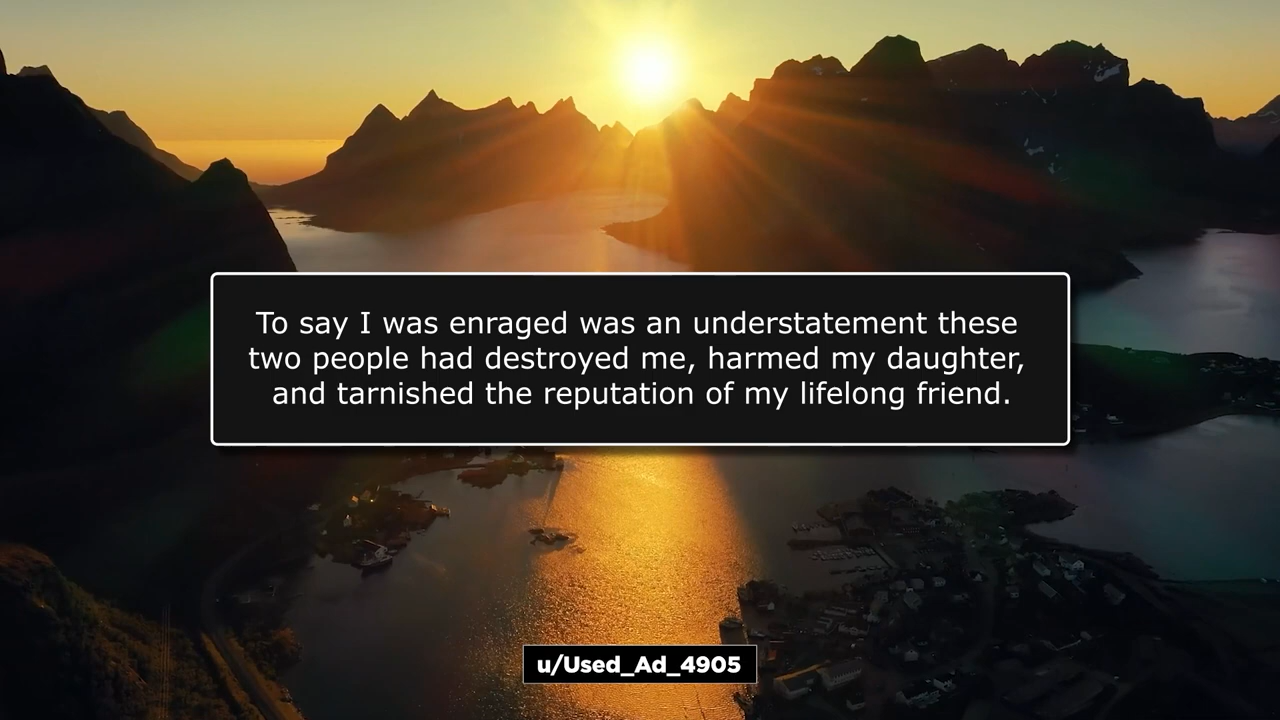 To say I was enraged was an understatement these
two people had destroyed me, harmed my daughter,
and tarnished the reputation of my lifelong friend.
u/Used_Ad_4905